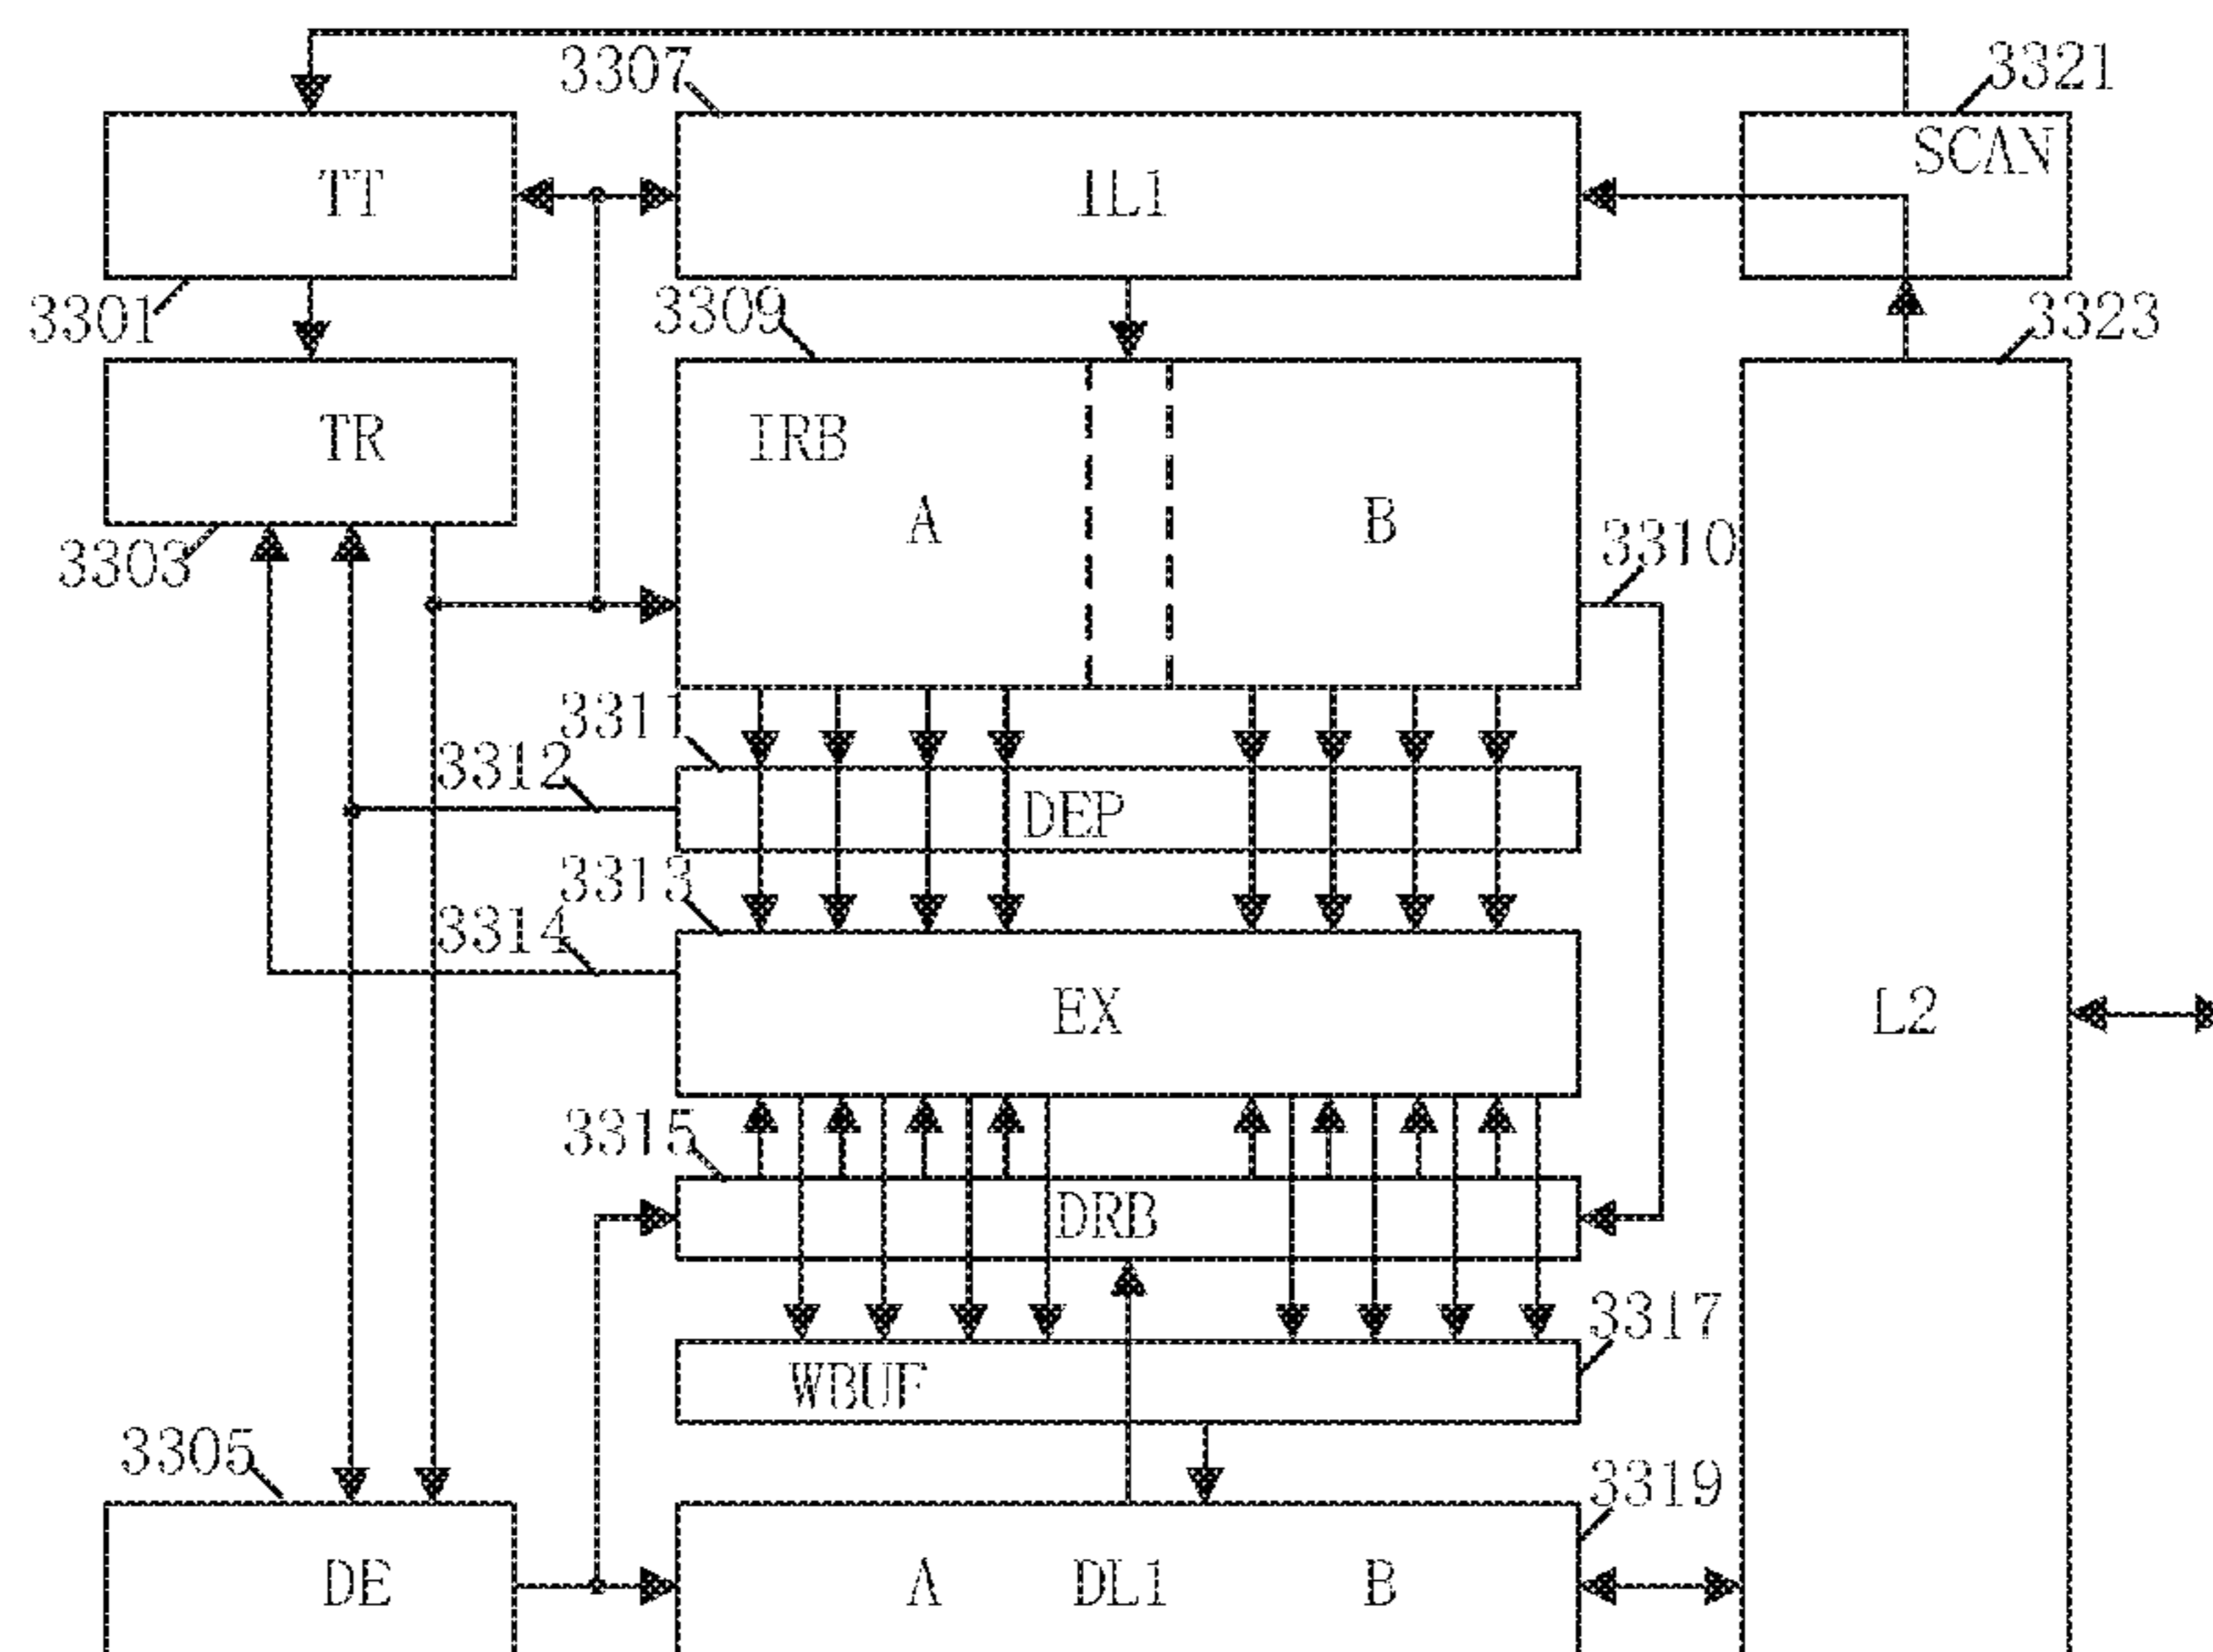 3307
3321
SCAN
TT
IL1
3301
3309
3323
TR
IRB
A
B
3303
3310
3311
3312
DEP
3313
3314
EX
L2
3315
DRB
3317
WBUF
3305
3319
DE
A
DL1
B